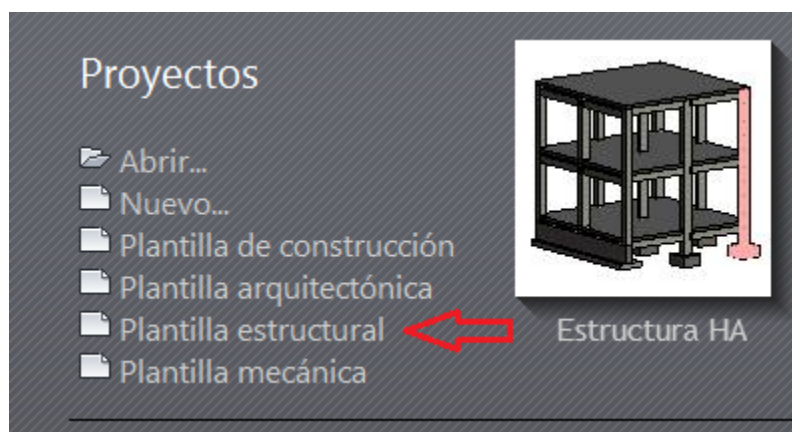 Proyectos
Abrir...
Nuevo...
Plantilla de construcción
Plantilla arquitectónica
Plantilla estructural
Plantilla mecánica
Estructura HA